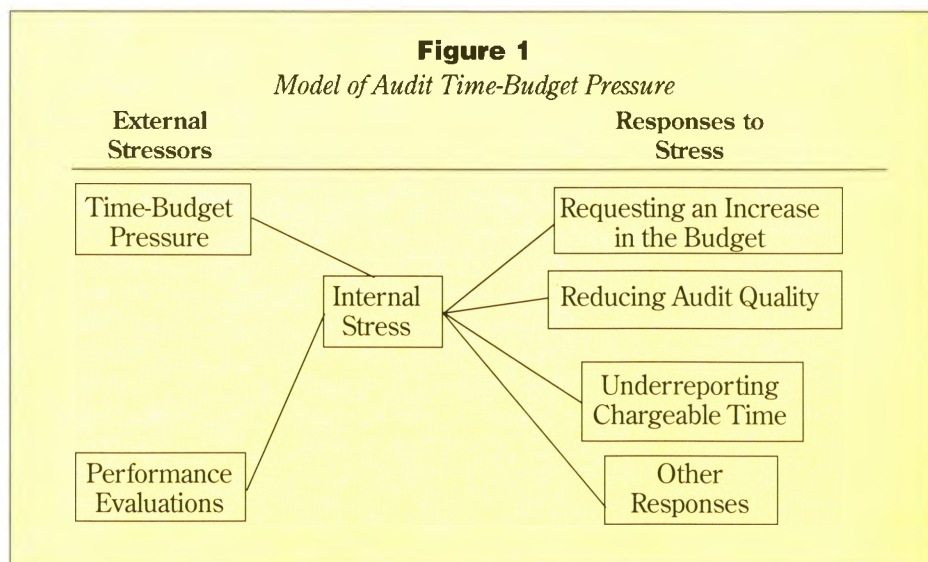 Figure 1
Model of Audit Time-Budget Pressure
External
Stressors
Responses to
Stress
Time-Budget
Pressure
Requesting an Increase
in the Budget
Internal
Stress
Reducing Audit Quality
Underreporting
Chargeable Time
Performance
Evaluations
Other
Responses